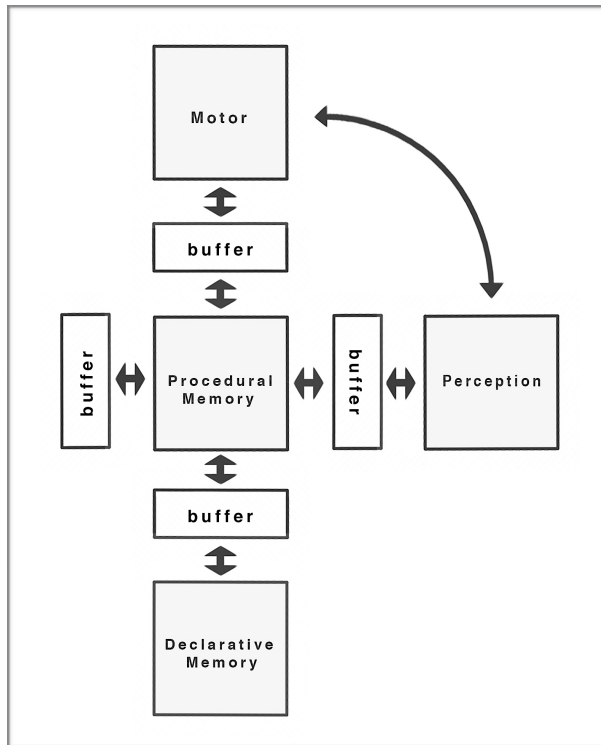 Motor
buffer
buffer
Procedural
Memory
buffer
Perception
buffer
Declarative
Memory